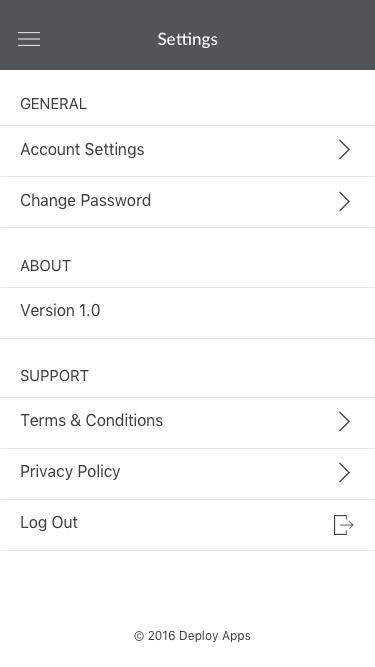 Settings
GENERAL
Account Settings
Change Password
ABOUT
Version 1.0
SUPPORT
Terms & Conditions
Privacy Policy
Log Out
© 2016 Deploy Apps